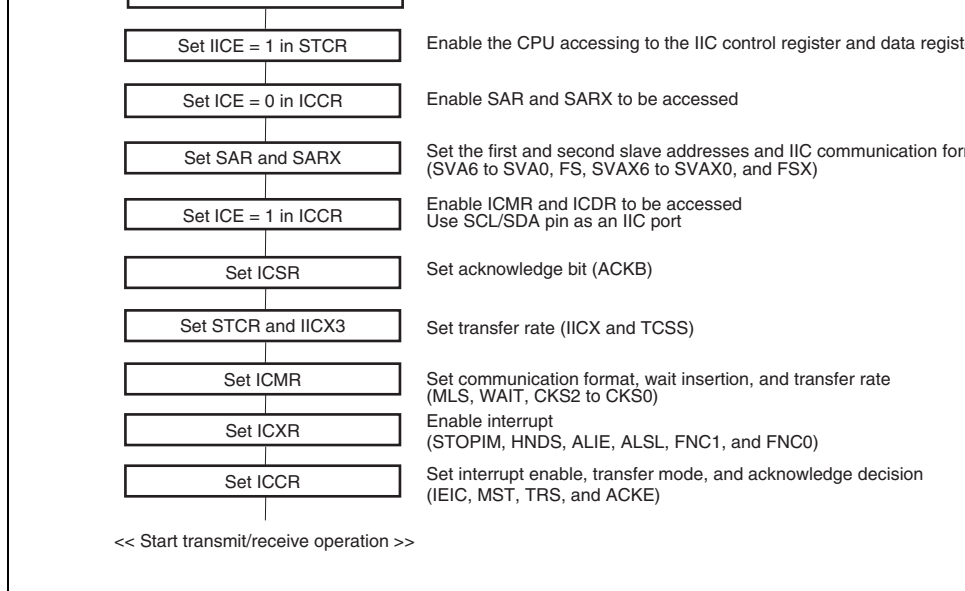 Set IICE = 1 in STCR
Enable the CPU accessing to the IIC control register and data
Set ICE = 0 in ICCR
Enable SAR and SARX to be accessed
Set SAR and SARX
Set the first and second slave addresses and IIC communication
(SVA6 to SVA0, FS, SVAX6 to SVAX0, and FSX)
Set ICE = 1 in ICCR
Enable ICMR and ICDR to be accessed
Use SCL/SDA pin as an IIC port
Set ICSR
Set acknowledge bit (ACKB)
Set STCR and IICX3
Set transfer rate (IICX and TCSS)
Set ICMR
Set communication format, wait insertion, and transfer rate
(MLS, WAIT, CKS2 to CKS0)
Set ICXR
Enable interrupt
(STOPIM, HNDS, ALIE, ALSL, FNC1, and FNC0)
Set ICCR
Set interrupt enable, transfer mode, and acknowledge decision
(IEIC, MST, TRS, and ACKE)
<< Start transmit/receive operation >>